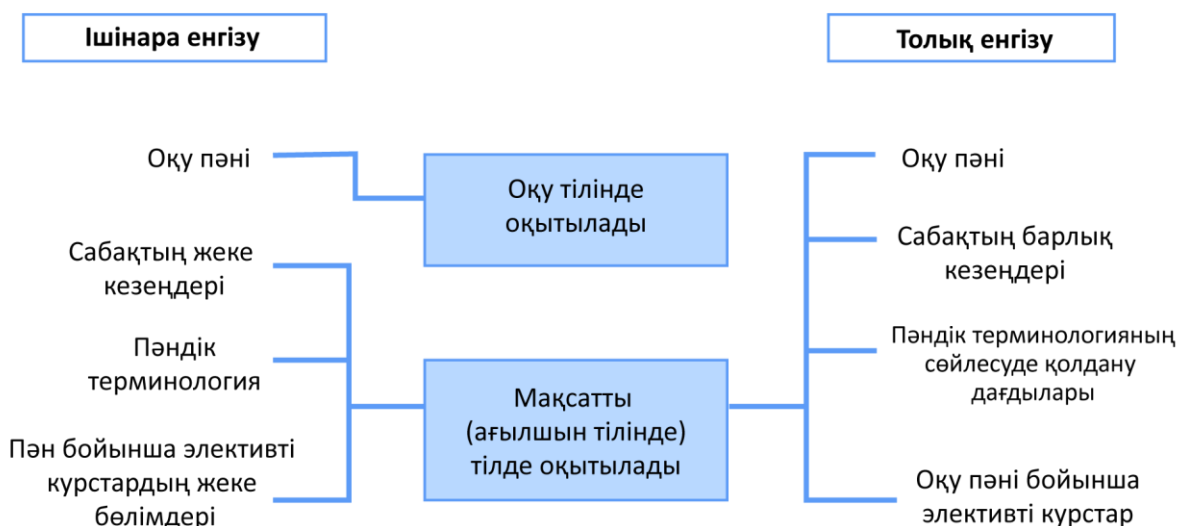 Ішінара енгізу
Толық енгізу
Оқу пәні
Сабақтың жеке
кезеңдері
Пәндік
терминология
Пән бойынша элективті
курстардың жеке
бөлімдері
Оқу тілінде
оқытылады
Мақсатты
(ағылшын тілінде)
тілде оқытылады
Оқу пәні
Сабақтың барлық
кезеңдері
Пәндік терминологияның
сөйлесуде қолдану
дағдылары
Оқу пәні бойынша
элективті курстар